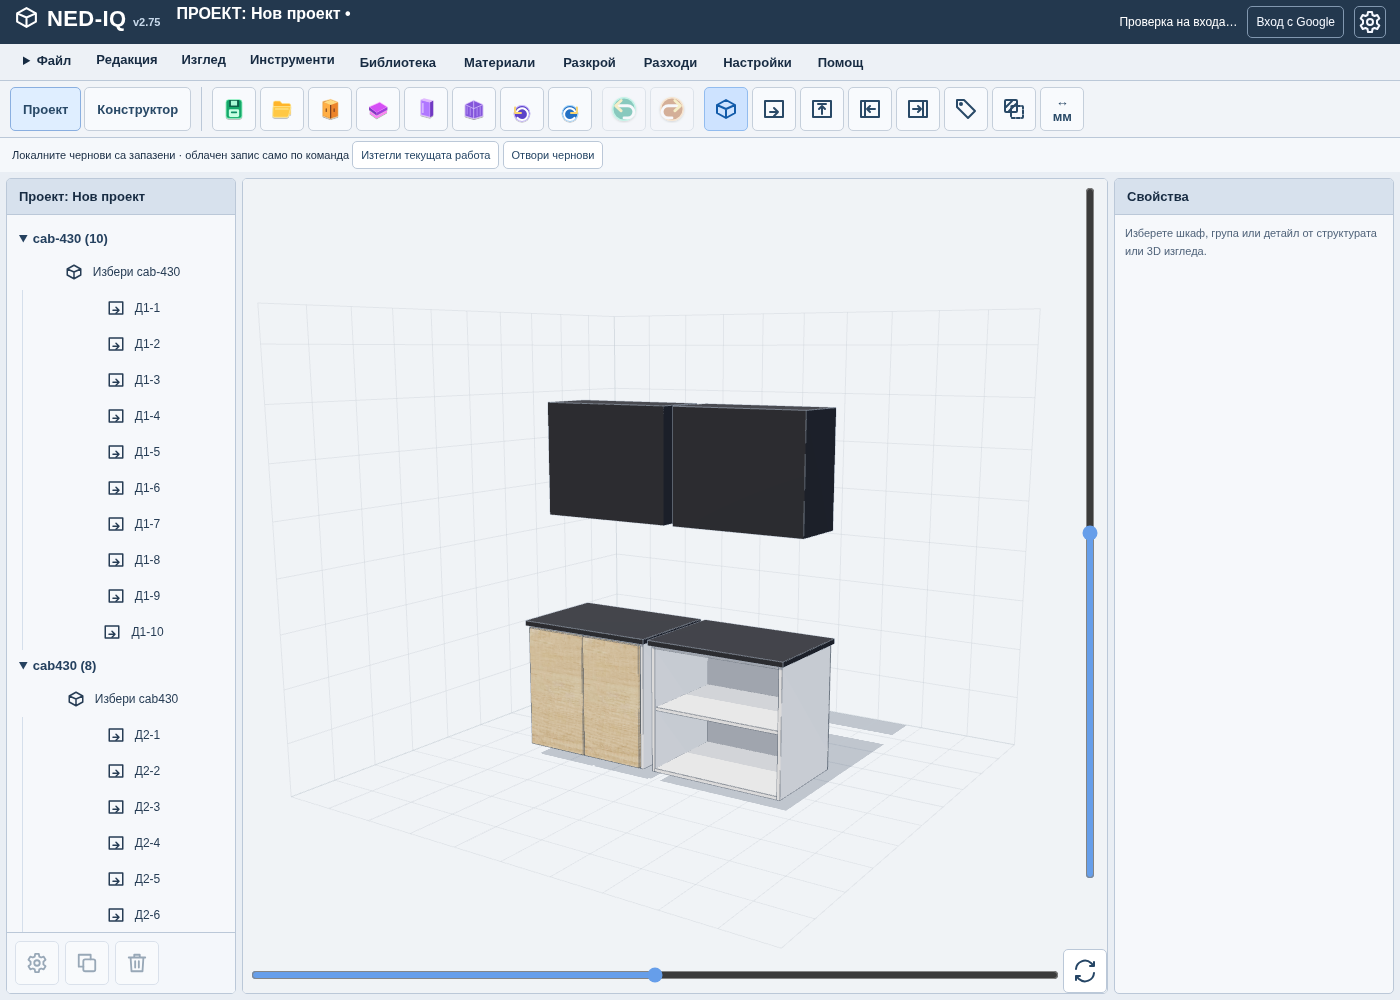 NED-IQ v2.75 ПРОЕКТ: Нов проект •
Проверка на входа… Вход с Google
Файл Редакция Изглед Инструменти Библиотека Материали Разкрой Разходи Настройки Помощ
Проект Конструктор
↔
мм
Локалните чернови са запазени · облачен запис само по команда Изтегли текущата работа Отвори чернови
Проект: Нов проект
cab-430 (10)
Избери cab-430
Д1-1
Д1-2
Д1-3
Д1-4
Д1-5
Д1-6
Д1-7
Д1-8
Д1-9
Д1-10
cab430 (8)
Избери cab430
Д2-1
Д2-2
Д2-3
Д2-4
Д2-5
Д2-6
Свойства
Изберете шкаф, група или детайл от структурата
или 3D изгледа.